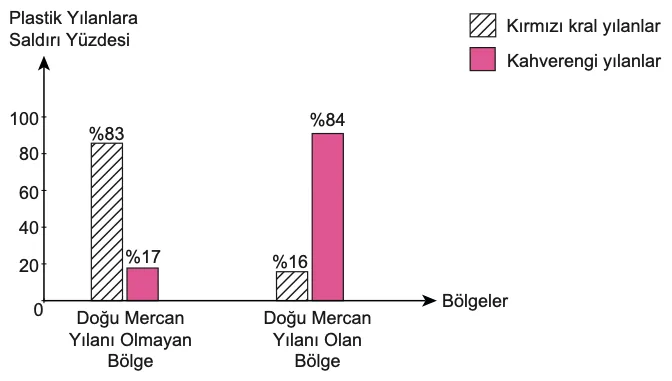 Plastik Yılanlara
Saldırı Yüzdesi
Kırmızı kral yılanlar
Kahverengi yılanlar
100
80
60
40
20
0
%83
%17
%16
%84
Bölgeler
Doğu Mercan
Yılanı Olmayan
Bölge
Doğu Mercan
Yılanı Olan
Bölge